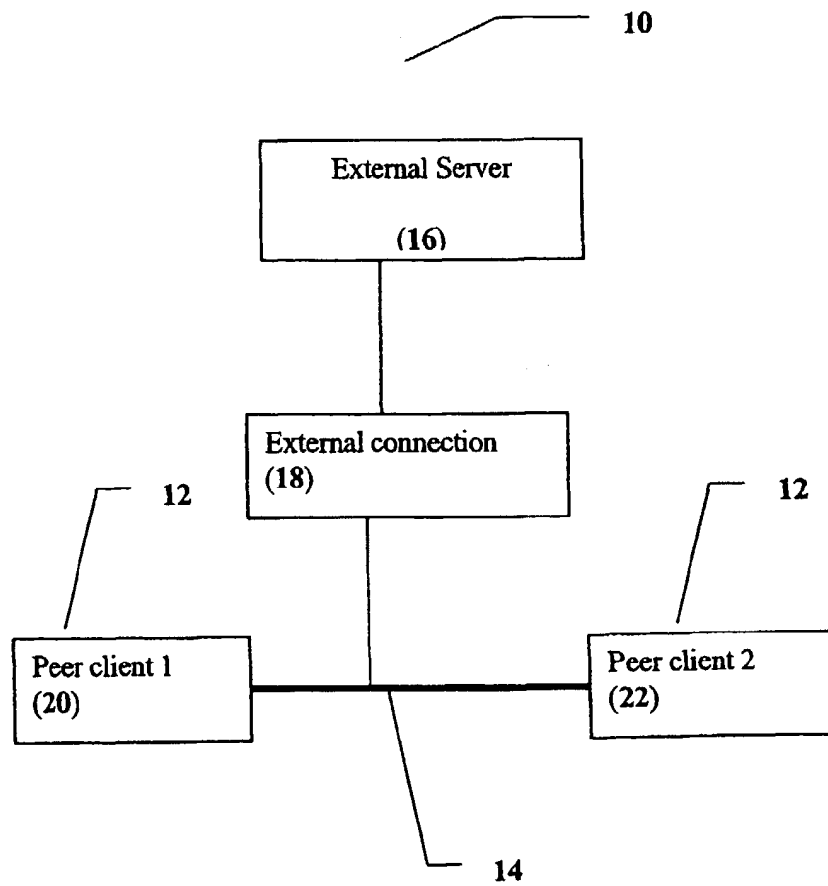 10
External Server
(16)
External connection
(18)
12
12
Peer client 1
(20)
Peer client 2
(22)
14